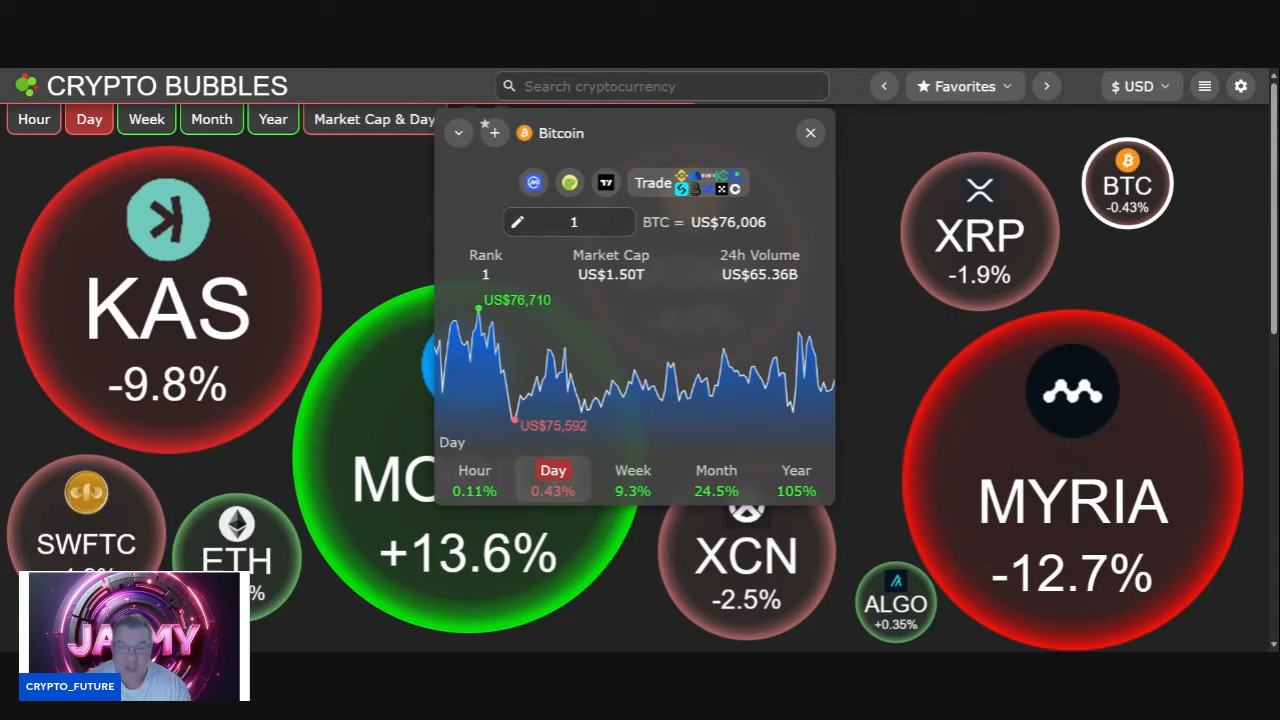 CRYPTO BUBBLES
Search cryptocurrency
Favorites
$ USD
Hour
Day
Week
Month
Year
Market Cap & Day
Bitcoin
Trade
1
BTC = US$76,006
Rank
Market Cap
24h Volume
1
US$1.50T
US$65.36B
US$76,710
US$75,592
Day
Hour
Day
Week
Month
Year
0.11%
0.43%
9.3%
24.5%
105%
KAS
-9.8%
XRP
-1.9%
BTC
-0.43%
MYRIA
-12.7%
+13.6%
SWFTC
ETH
XCN
-2.5%
ALGO
+0.35%
CRYPTO_FUTURE